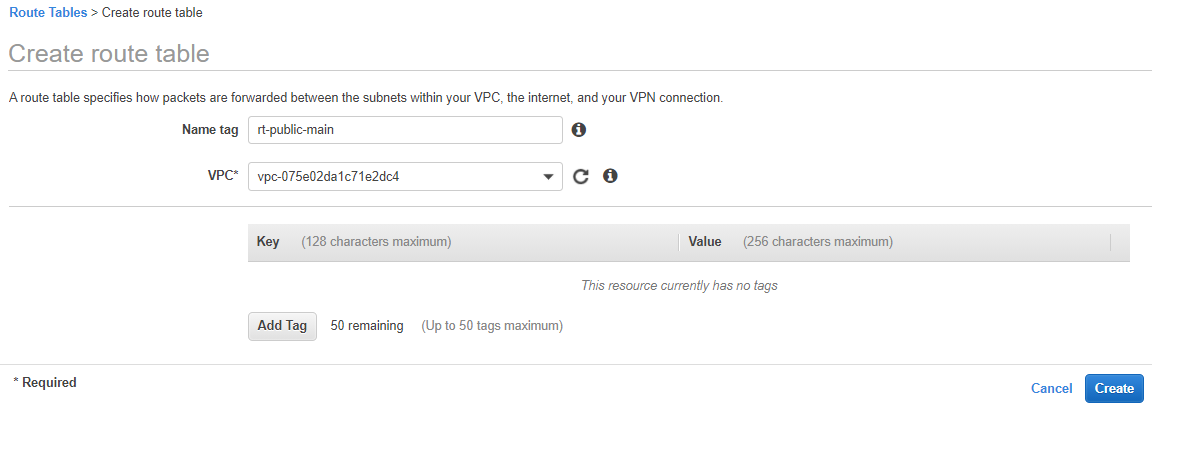 Route Tables > Create route table
Create route table
A route table specifies how packets are forwarded between the subnets within your VPC, the internet, and your VPN connection.
Name tag rt-public-main
VPC* vpc-075e02da1c71e2dc4
Key (128 characters maximum) Value (256 characters maximum)
This resource currently has no tags
Add Tag 50 remaining (Up to 50 tags maximum)
* Required
Cancel Create